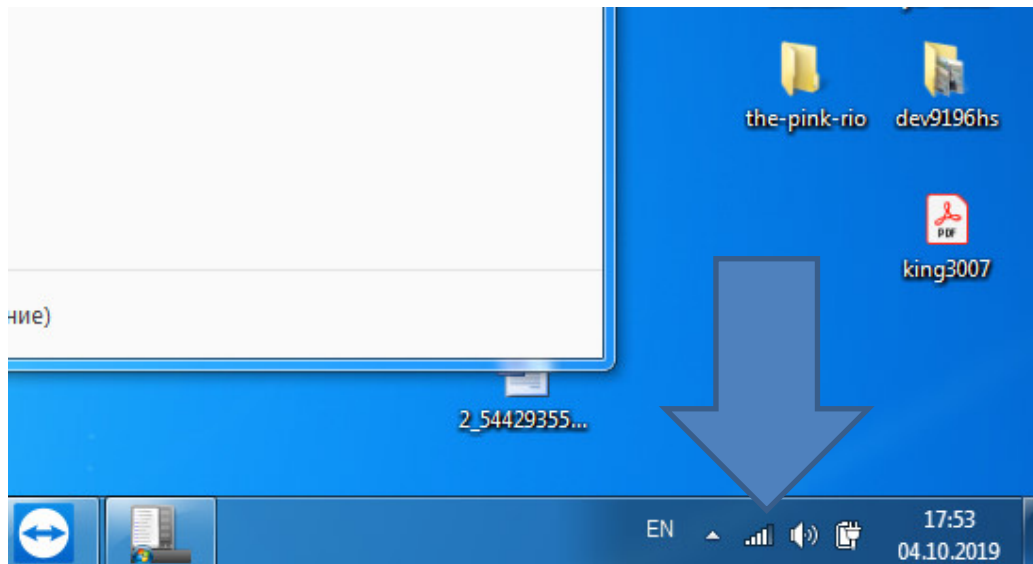 the-pink-rio
dev9196hs
PDF
king3007
ние)
2_54429355...
EN
17:53
04.10.2019